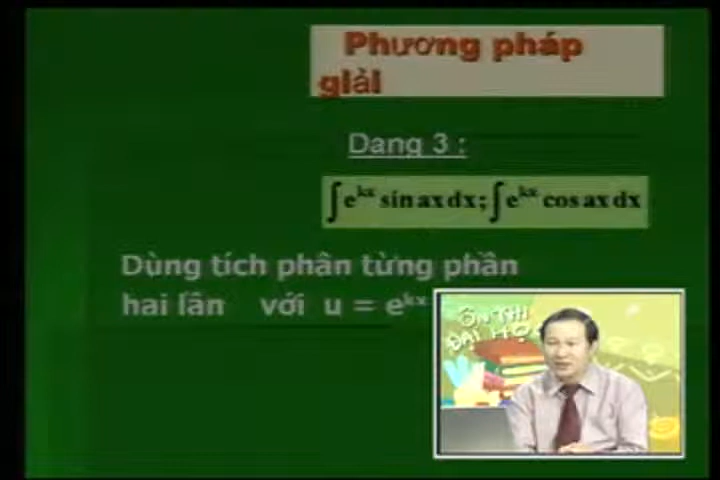 Phương pháp
giải
Dạng 3 :
∫e^{kx} sin ax dx ; ∫e^{kx} cos ax dx
Dùng tích phân từng phần
hai lần với u = e^{kx}
ÔN THI
ĐẠI HỌC